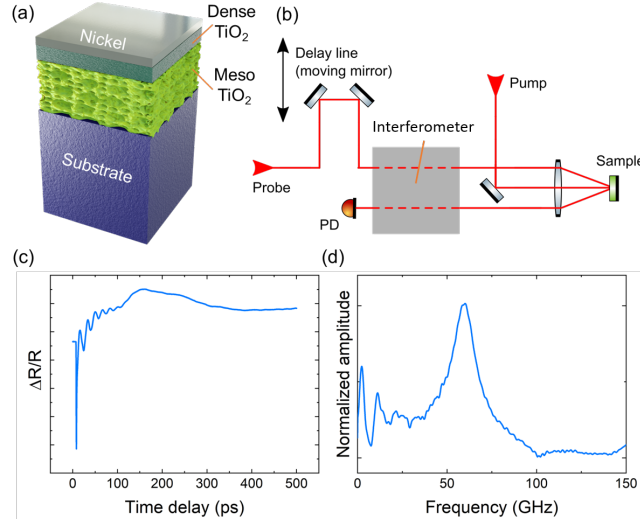 (a)
Nickel
Dense
TiO2
Meso
TiO2
Substrate
(b)
Delay line
(moving mirror)
Pump
Interferometer
Sample
Probe
PD
(c)
ΔR/R
0 100 200 300 400 500
Time delay (ps)
(d)
Normalized amplitude
0 50 100 150
Frequency (GHz)